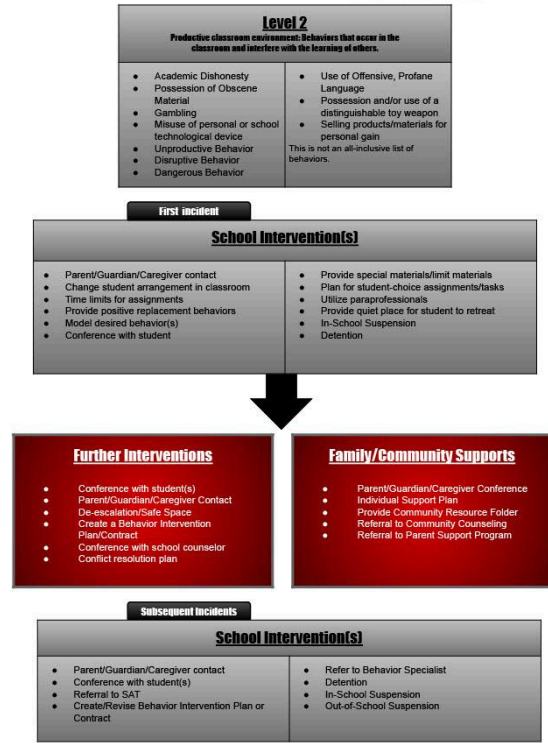 Level 2
Productive classroom environment: Behaviors that occur in the
classroom and interfere with the learning of others.
● Academic Dishonesty
● Possession of Obscene
Material
● Gambling
● Misuse of personal or school
technological device
● Unproductive Behavior
● Disruptive Behavior
● Dangerous Behavior
● Use of Offensive, Profane
Language
● Possession and/or use of a
distinguishable toy weapon
● Selling products/materials for
personal gain
This is not an all-inclusive list of
behaviors.
First incident
School Intervention(s)
● Parent/Guardian/Caregiver contact
● Change student arrangement in classroom
● Time limits for assignments
● Provide positive replacement behaviors
● Model desired behavior(s)
● Conference with student
● Provide special materials/limit materials
● Plan for student-choice assignments/tasks
● Utilize paraprofessionals
● Provide quiet place for student to retreat
● In-School Suspension
● Detention
Further Interventions
● Conference with student(s)
● Parent/Guardian/Caregiver Contact
● De-escalation/Safe Space
● Create a Behavior Intervention
Plan/Contract
● Conference with school counselor
● Conflict resolution plan
Family/Community Supports
● Parent/Guardian/Caregiver Conference
● Individual Support Plan
● Provide Community Resource Folder
● Referral to Community Counseling
● Referral to Parent Support Program
Subsequent Incidents
School Intervention(s)
● Parent/Guardian/Caregiver contact
● Conference with student(s)
● Referral to SAT
● Create/Revise Behavior Intervention Plan or
Contract
● Refer to Behavior Specialist
● Detention
● In-School Suspension
● Out-of-School Suspension